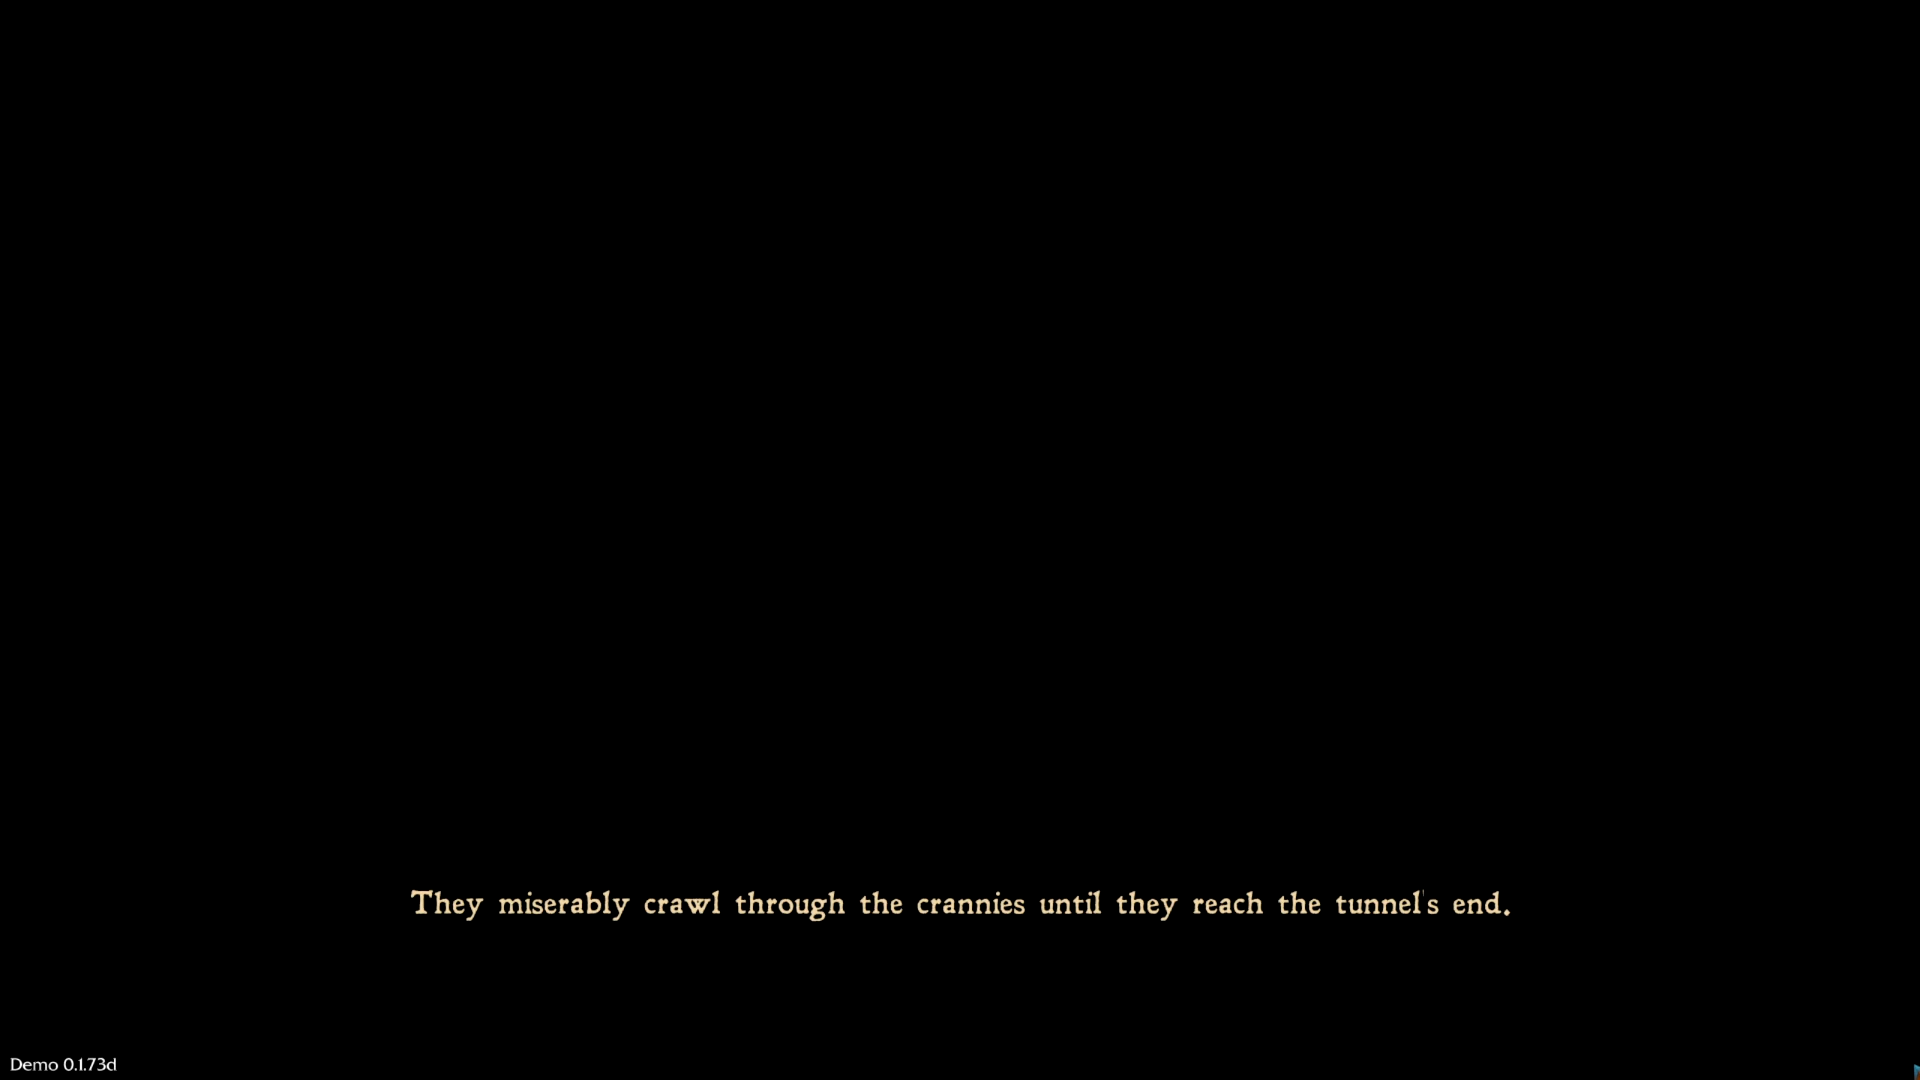 They miserably crawl through the crannies until they reach the tunnel's end.
Demo 0.1.73d